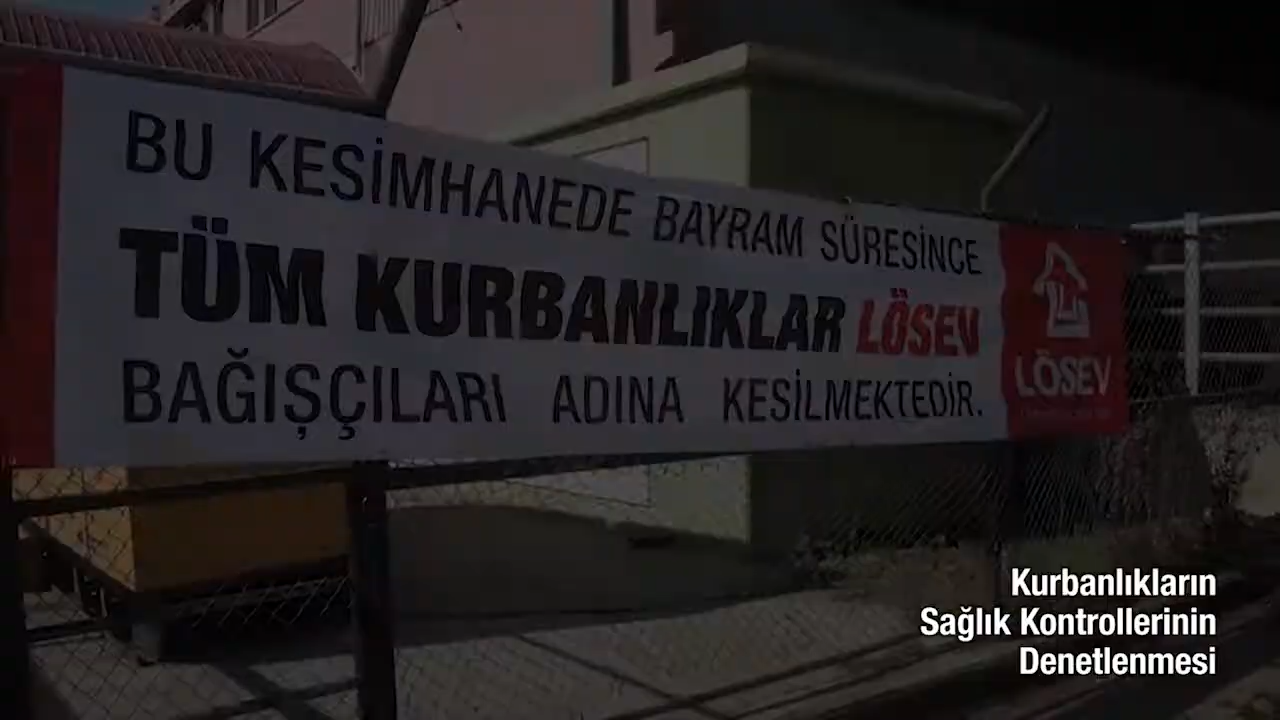 BU KESİMHANEDE BAYRAM SÜRESİNCE
TÜM KURBANLIKLAR LÖSEV
BAĞIŞÇILARI ADINA KESİLMEKTEDİR.
LÖSEV
Kurbanlıkların
Sağlık Kontrollerinin
Denetlenmesi